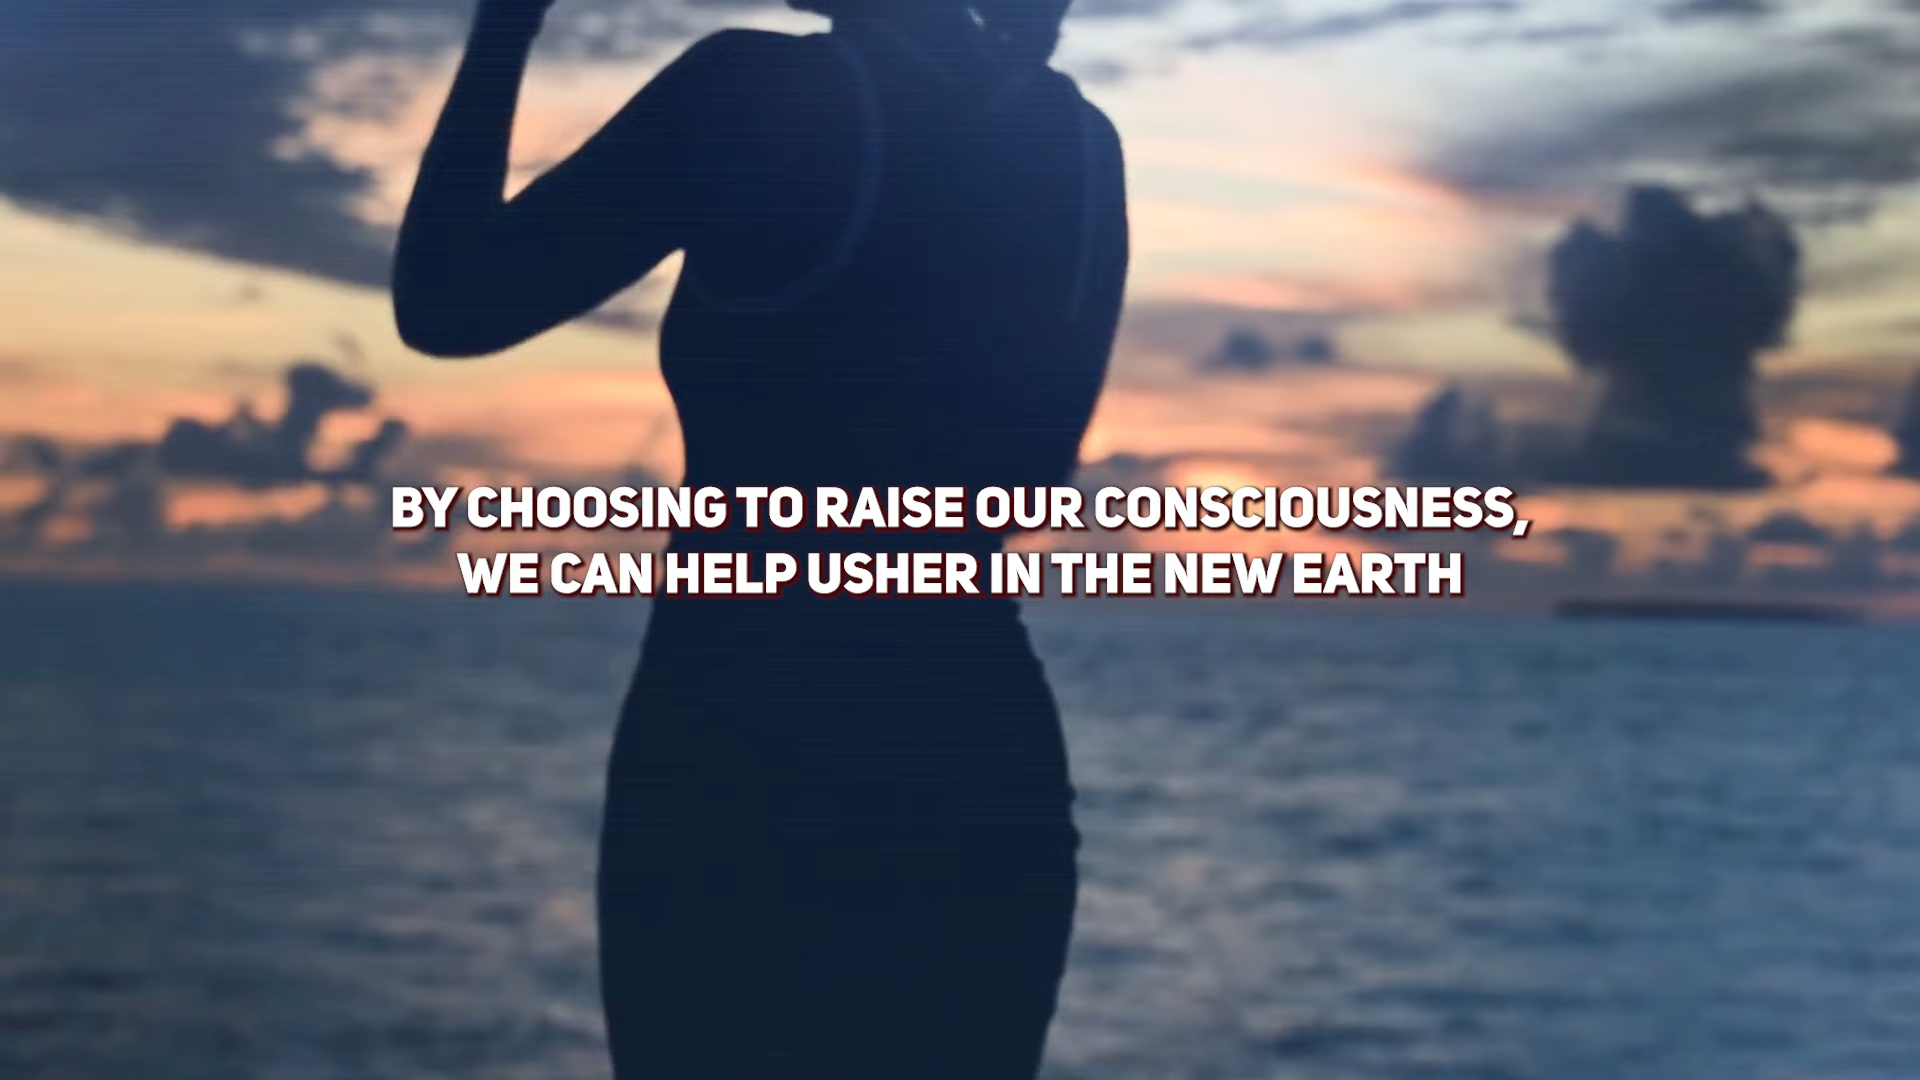 BY CHOOSING TO RAISE OUR CONSCIOUSNESS,
WE CAN HELP USHER IN THE NEW EARTH